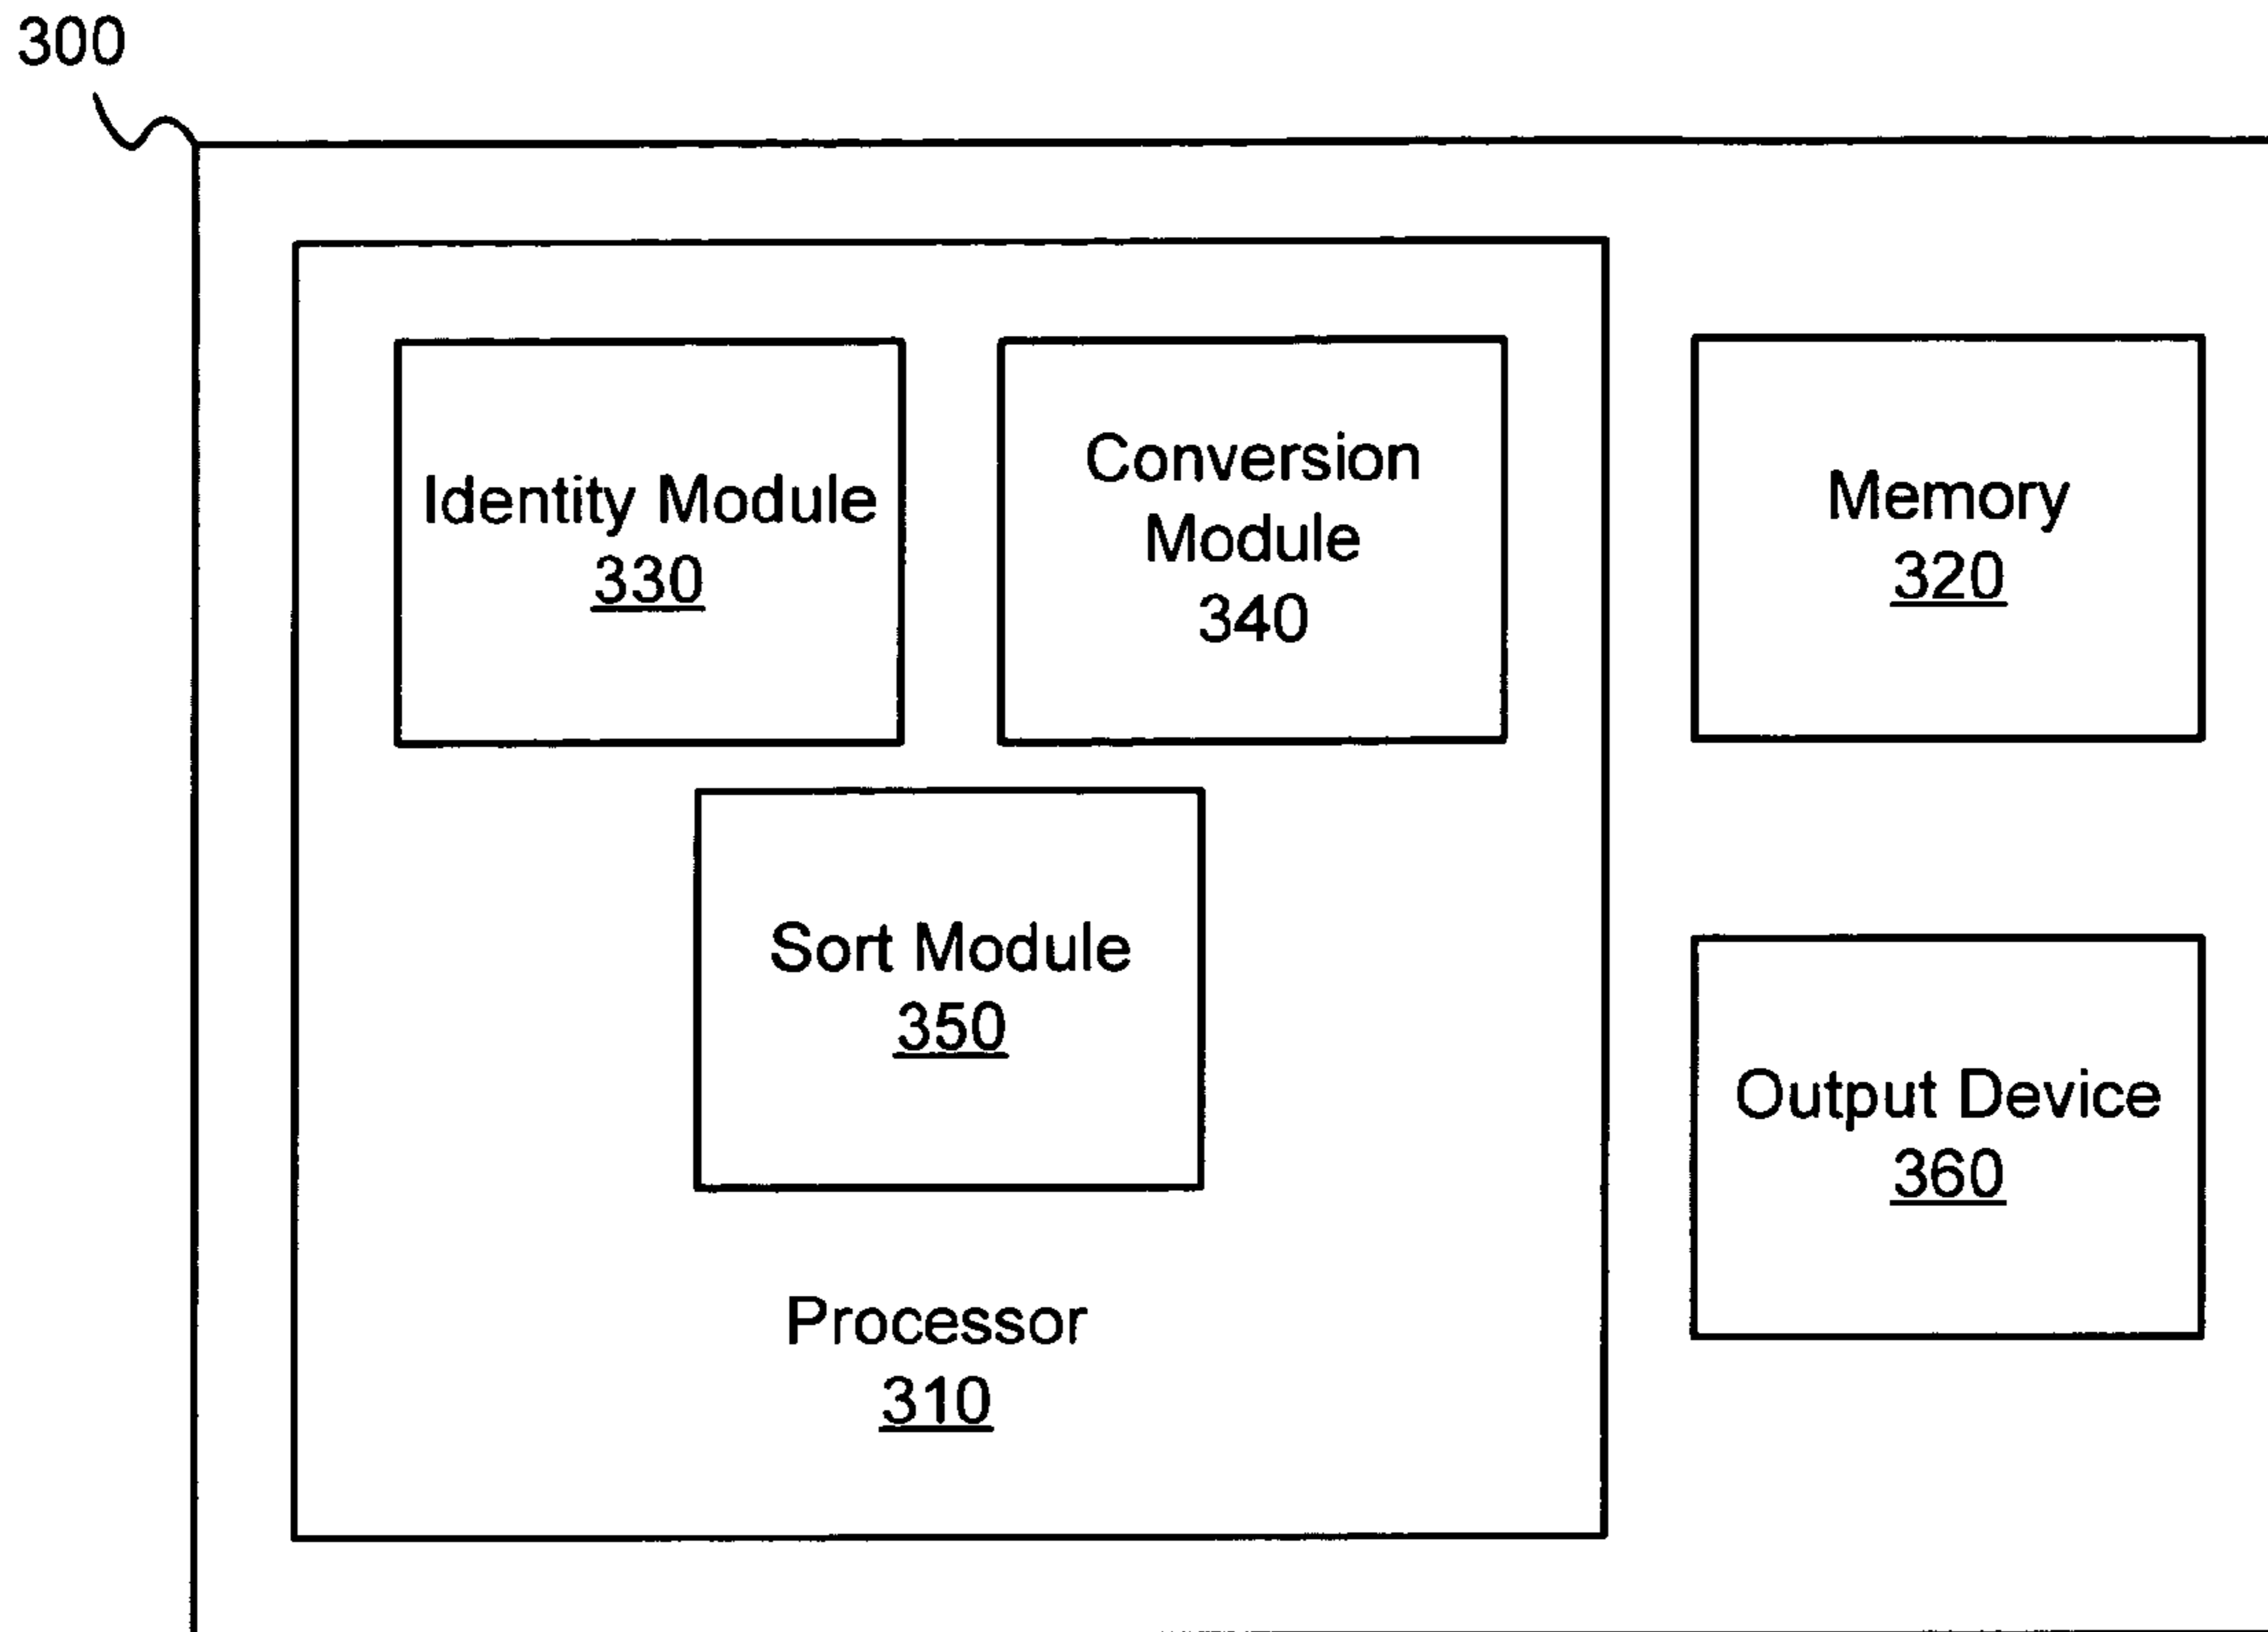 300
Identity Module
330
Conversion
Module
340
Memory
320
Sort Module
350
Output Device
360
Processor
310